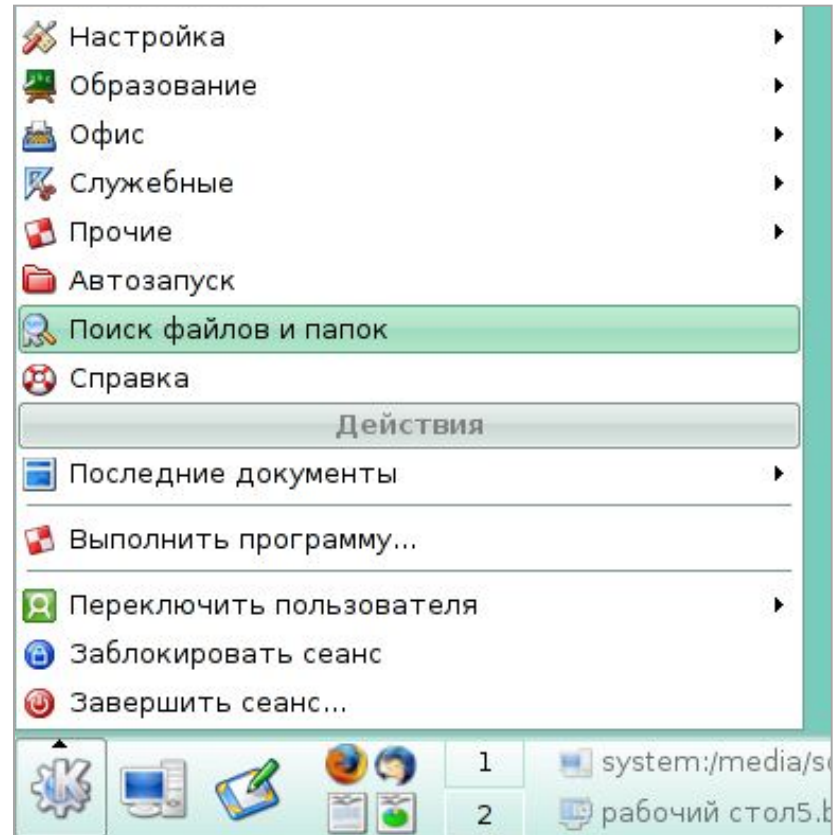 Настройка
Образование
Офис
Служебные
Прочие
Автозапуск
Поиск файлов и папок
Справка
Действия
Последние документы
Выполнить программу...
Переключить пользователя
Заблокировать сеанс
Завершить сеанс...
1
system:/media/s
2
рабочий стол5.b